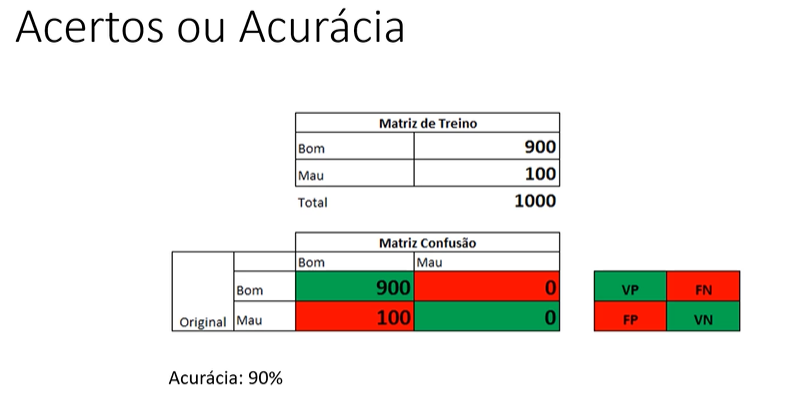 Acertos ou Acurácia
Matriz de Treino
Bom 900
Mau 100
Total 1000
Matriz Confusão
Bom Mau
Bom 900 0 VP FN
Original Mau 100 0 FP VN
Acurácia: 90%